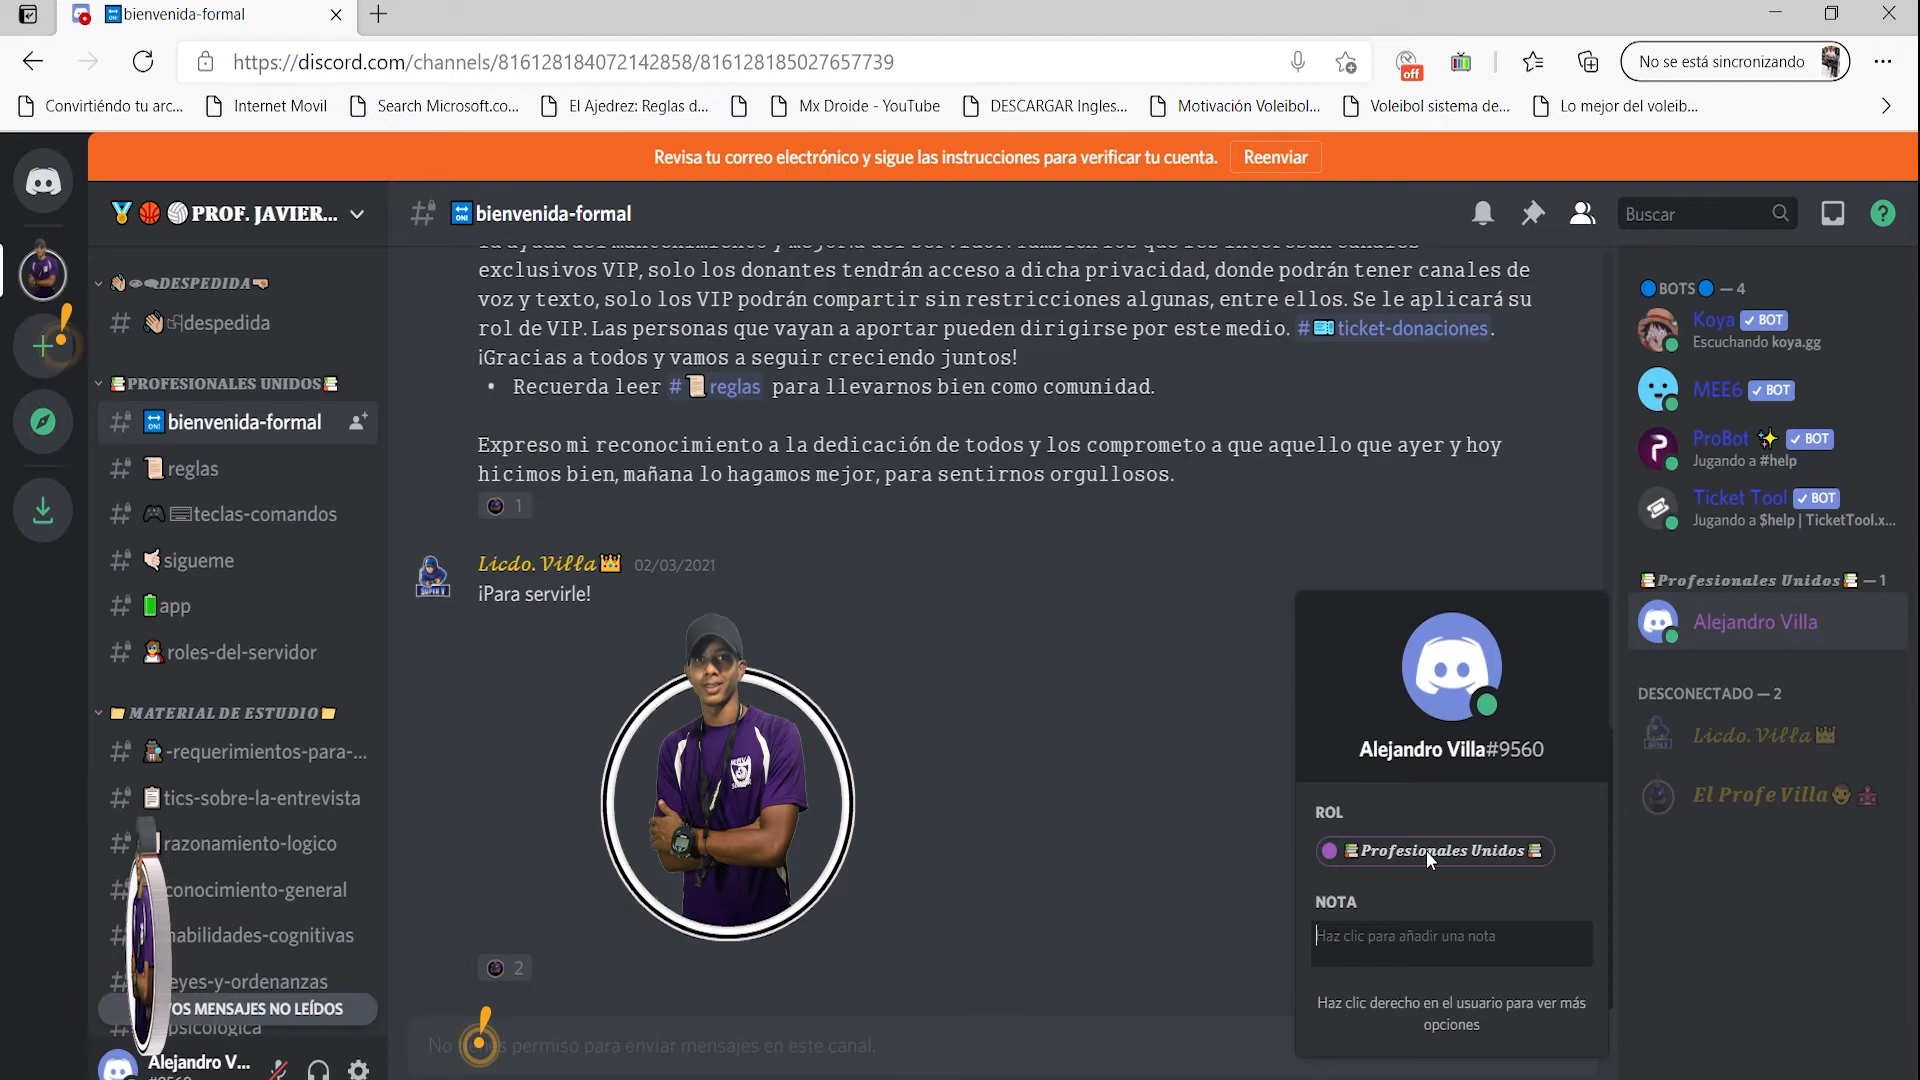 bienvenida-formal
https://discord.com/channels/816128184072142858/816128185027657739
off
No se está sincronizando
Convirtiéndo tu arc...
Internet Movil
Search Microsoft.co...
El Ajedrez: Reglas d...
Mx Droide - YouTube
DESCARGAR Ingles...
Motivación Voleibol...
Voleibol sistema de...
Lo mejor del voleib...
Revisa tu correo electrónico y sigue las instrucciones para verificar tu cuenta.
Reenviar
PROF. JAVIER...
bienvenida-formal
Buscar
DESPEDIDA
despedida
PROFESIONALES UNIDOS
bienvenida-formal
reglas
teclas-comandos
sigueme
app
roles-del-servidor
MATERIAL DE ESTUDIO
-requerimientos-para-...
tics-sobre-la-entrevista
razonamiento-logico
conocimiento-general
habilidades-cognitivas
eyes-y-ordenanzas
OS MENSAJES NO LEÍDOS
psicologica
Alejandro V...
exclusivos VIP, solo los donantes tendrán acceso a dicha privacidad, donde podrán tener canales de
voz y texto, solo los VIP podrán compartir sin restricciones algunas, entre ellos. Se le aplicará su
rol de VIP. Las personas que vayan a aportar pueden dirigirse por este medio. # ticket-donaciones.
¡Gracias a todos y vamos a seguir creciendo juntos!
• Recuerda leer # reglas para llevarnos bien como comunidad.
Expreso mi reconocimiento a la dedicación de todos y los comprometo a que aquello que ayer y hoy
hicimos bien, mañana lo hagamos mejor, para sentirnos orgullosos.
1
Licdo. Villa 02/03/2021
¡Para servirle!
SUPER V
2
No tienes permiso para enviar mensajes en este canal.
Alejandro Villa#9560
ROL
Profesionales Unidos
NOTA
Haz clic para añadir una nota
Haz clic derecho en el usuario para ver más
opciones
BOTS — 4
Koya BOT
Escuchando koya.gg
MEE6 BOT
ProBot BOT
Jugando a #help
Ticket Tool BOT
Jugando a $help | TicketTool.x...
Profesionales Unidos — 1
Alejandro Villa
DESCONECTADO — 2
Licdo. Villa
El Profe Villa